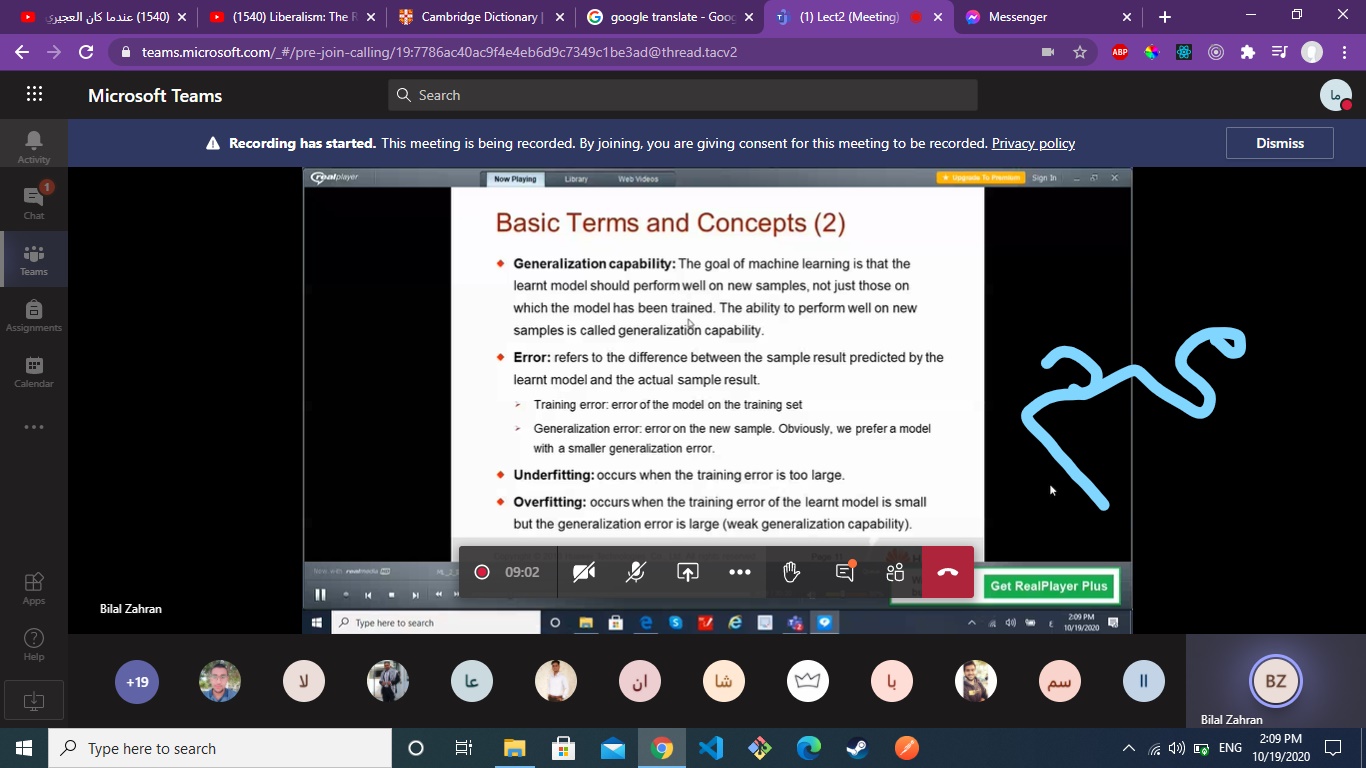 (1540) عندما كان العجيري
(1540) Liberalism: The R
Cambridge Dictionary |
google translate - Goog
(1) Lect2 (Meeting)
Messenger
teams.microsoft.com/_#/pre-join-calling/19:7786ac40ac9f4e4eb6d9c7349c1be3ad@thread.tacv2
ABP
Microsoft Teams
Search
ما
Recording has started. This meeting is being recorded. By joining, you are giving consent for this meeting to be recorded. Privacy policy
Dismiss
Activity
1
Chat
Teams
Assignments
Calendar
Apps
Help
realplayer
Now Playing
Library
Web Videos
Upgrade To Premium
Sign In
Basic Terms and Concepts (2)
Generalization capability: The goal of machine learning is that the
learnt model should perform well on new samples, not just those on
which the model has been trained. The ability to perform well on new
samples is called generalization capability.
Error: refers to the difference between the sample result predicted by the
learnt model and the actual sample result.
Training error: error of the model on the training set
Generalization error: error on the new sample. Obviously, we prefer a model
with a smaller generalization error.
Underfitting: occurs when the training error is too large.
Overfitting: occurs when the training error of the learnt model is small
but the generalization error is large (weak generalization capability).
09:02
Get RealPlayer Plus
Bilal Zahran
Type here to search
2:09 PM
10/19/2020
+19
لا
عا
ان
شا
با
سم
اا
BZ
Bilal Zahran
Type here to search
ENG
2:09 PM
10/19/2020